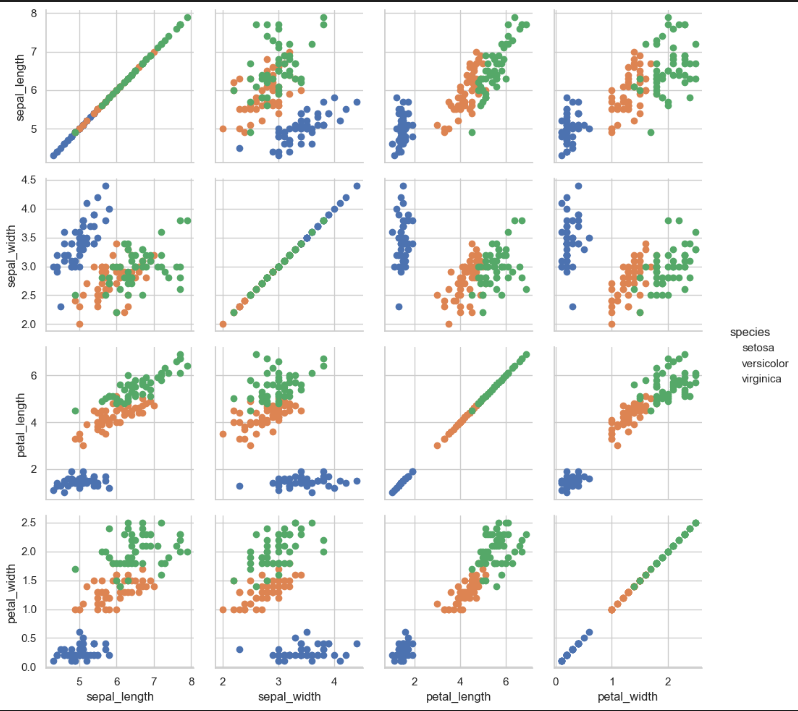 8
7
6
5
sepal_length
4.5
4.0
3.5
3.0
2.5
2.0
sepal_width
species
setosa
versicolor
virginica
6
4
2
petal_length
2.5
2.0
1.5
1.0
0.5
0.0
petal_width
5 6 7 8 2 3 4 2 4 6 0 1 2
sepal_length sepal_width petal_length petal_width